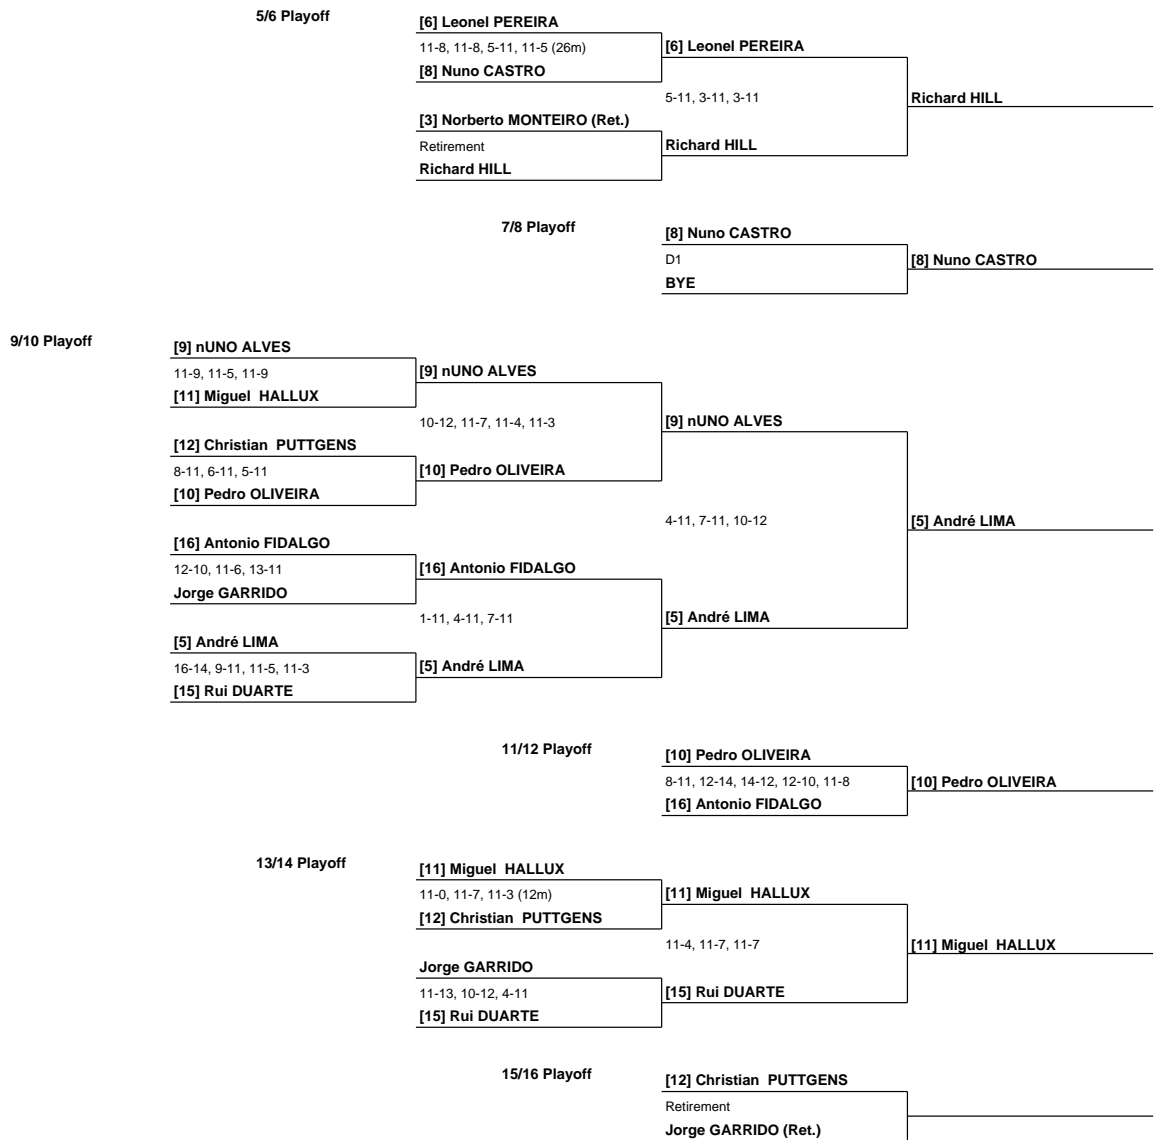 5/6 Playoff
[6] Leonel PEREIRA
11-8, 11-8, 5-11, 11-5 (26m)
[8] Nuno CASTRO
[6] Leonel PEREIRA
5-11, 3-11, 3-11
Richard HILL
[3] Norberto MONTEIRO (Ret.)
Retirement
Richard HILL
Richard HILL
7/8 Playoff
[8] Nuno CASTRO
D1
BYE
[8] Nuno CASTRO
9/10 Playoff
[9] nUNO ALVES
11-9, 11-5, 11-9
[11] Miguel  HALLUX
[9] nUNO ALVES
10-12, 11-7, 11-4, 11-3
[9] nUNO ALVES
[12] Christian  PUTTGENS
8-11, 6-11, 5-11
[10] Pedro OLIVEIRA
[10] Pedro OLIVEIRA
4-11, 7-11, 10-12
[5] André LIMA
[16] Antonio FIDALGO
12-10, 11-6, 13-11
Jorge GARRIDO
[16] Antonio FIDALGO
1-11, 4-11, 7-11
[5] André LIMA
[5] André LIMA
16-14, 9-11, 11-5, 11-3
[15] Rui DUARTE
[5] André LIMA
11/12 Playoff
[10] Pedro OLIVEIRA
8-11, 12-14, 14-12, 12-10, 11-8
[16] Antonio FIDALGO
[10] Pedro OLIVEIRA
13/14 Playoff
[11] Miguel  HALLUX
11-0, 11-7, 11-3 (12m)
[12] Christian  PUTTGENS
[11] Miguel  HALLUX
11-4, 11-7, 11-7
[11] Miguel  HALLUX
Jorge GARRIDO
11-13, 10-12, 4-11
[15] Rui DUARTE
[15] Rui DUARTE
15/16 Playoff
[12] Christian  PUTTGENS
Retirement
Jorge GARRIDO (Ret.)